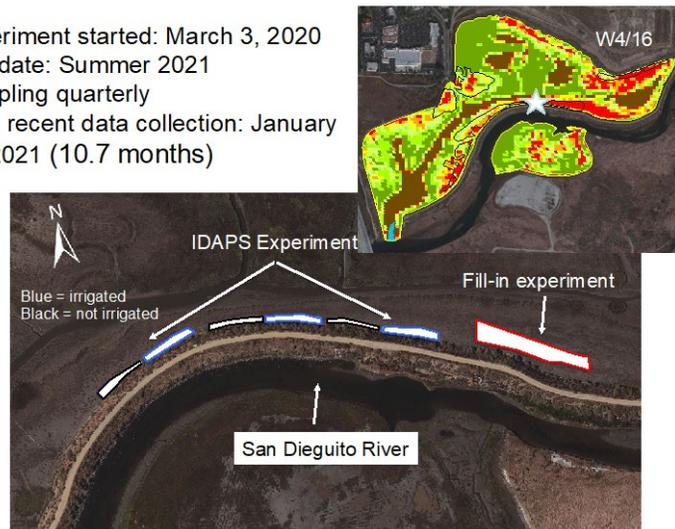 eriment started: March 3, 2020
date: Summer 2021
pling quarterly
recent data collection: January
2021 (10.7 months)
W4/16
N
IDAPS Experiment
Fill-in experiment
Blue = irrigated
Black = not irrigated
San Dieguito River